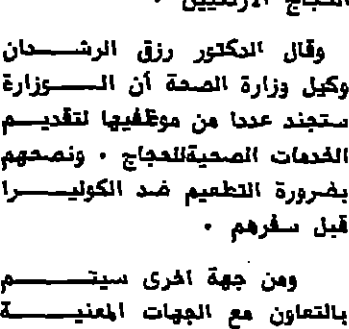 الحجاج الأردنيين .
وقال الدكتور رزق الرشدان
وكيل وزارة الصحة أن الوزارة
ستجند عددا من موظفيها لتقديم
الخدمات الصحيةللحجاج . ونصحهم
بضرورة التطعيم ضد الكوليرا
قبل سفرهم .
ومن جهة اخرى سيتم
بالتعاون مع الجهات المعنية